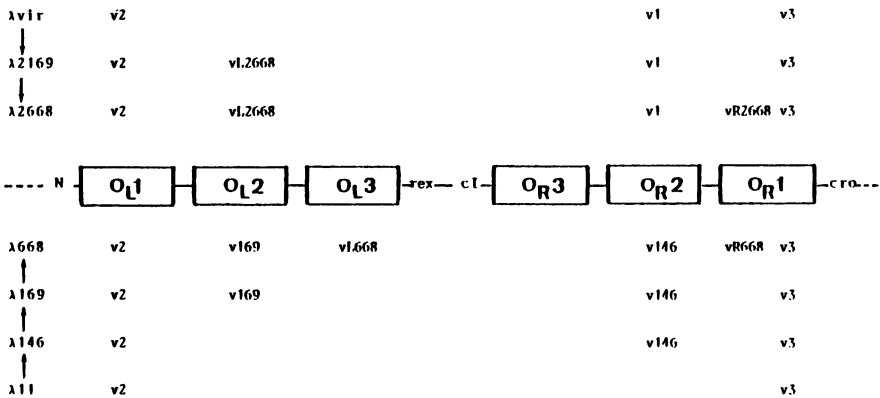 λvir v2 v1 v3
λ2169 v2 vL2668 v1 v3
λ2668 v2 vL2668 v1 vR2668 v3
---- N OL1 OL2 OL3 rex cI OR3 OR2 OR1 cro---
λ668 v2 v169 vL668 v146 vR668 v3
λ169 v2 v169 v146 v3
λ146 v2 v146 v3
λ11 v2 v3